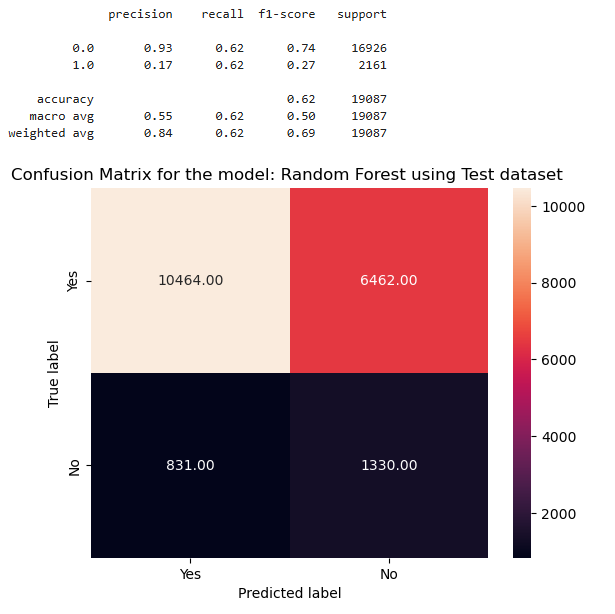 precision recall f1-score support
0.0 0.93 0.62 0.74 16926
1.0 0.17 0.62 0.27 2161
accuracy 0.62 19087
macro avg 0.55 0.62 0.50 19087
weighted avg 0.84 0.62 0.69 19087
Confusion Matrix for the model: Random Forest using Test dataset
10000
Yes 10464.00 6462.00
8000
6000
True label
4000
No 831.00 1330.00
2000
Yes No
Predicted label